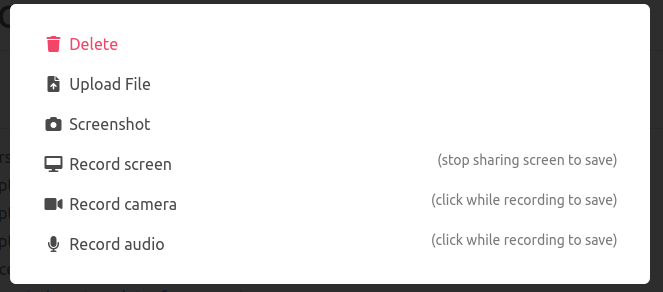 Delete
Upload File
Screenshot
Record screen (stop sharing screen to save)
Record camera (click while recording to save)
Record audio (click while recording to save)